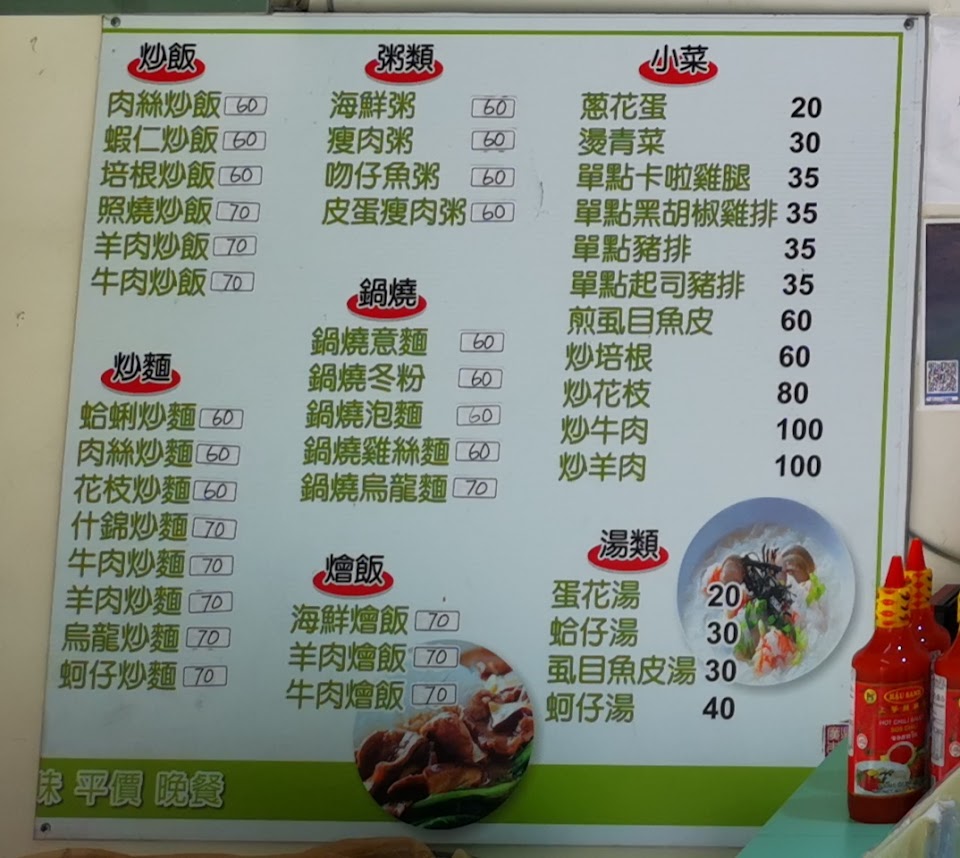 炒飯
肉絲炒飯 60
蝦仁炒飯 60
培根炒飯 60
照燒炒飯 70
羊肉炒飯 70
牛肉炒飯 70
炒麵
蛤蜊炒麵 60
肉絲炒麵 60
花枝炒麵 60
什錦炒麵 70
牛肉炒麵 70
羊肉炒麵 70
烏龍炒麵 70
蚵仔炒麵 70
粥類
海鮮粥 60
瘦肉粥 60
吻仔魚粥 60
皮蛋瘦肉粥 60
鍋燒
鍋燒意麵 60
鍋燒冬粉 60
鍋燒泡麵 60
鍋燒雞絲麵 60
鍋燒烏龍麵 70
燴飯
海鮮燴飯 70
羊肉燴飯 70
牛肉燴飯 70
小菜
蔥花蛋 20
燙青菜 30
單點卡啦雞腿 35
單點黑胡椒雞排 35
單點豬排 35
單點起司豬排 35
煎虱目魚皮 60
炒培根 60
炒花枝 80
炒牛肉 100
炒羊肉 100
湯類
蛋花湯 20
蛤仔湯 30
虱目魚皮湯 30
蚵仔湯 40
味 平價 晚餐
HOT CHILI